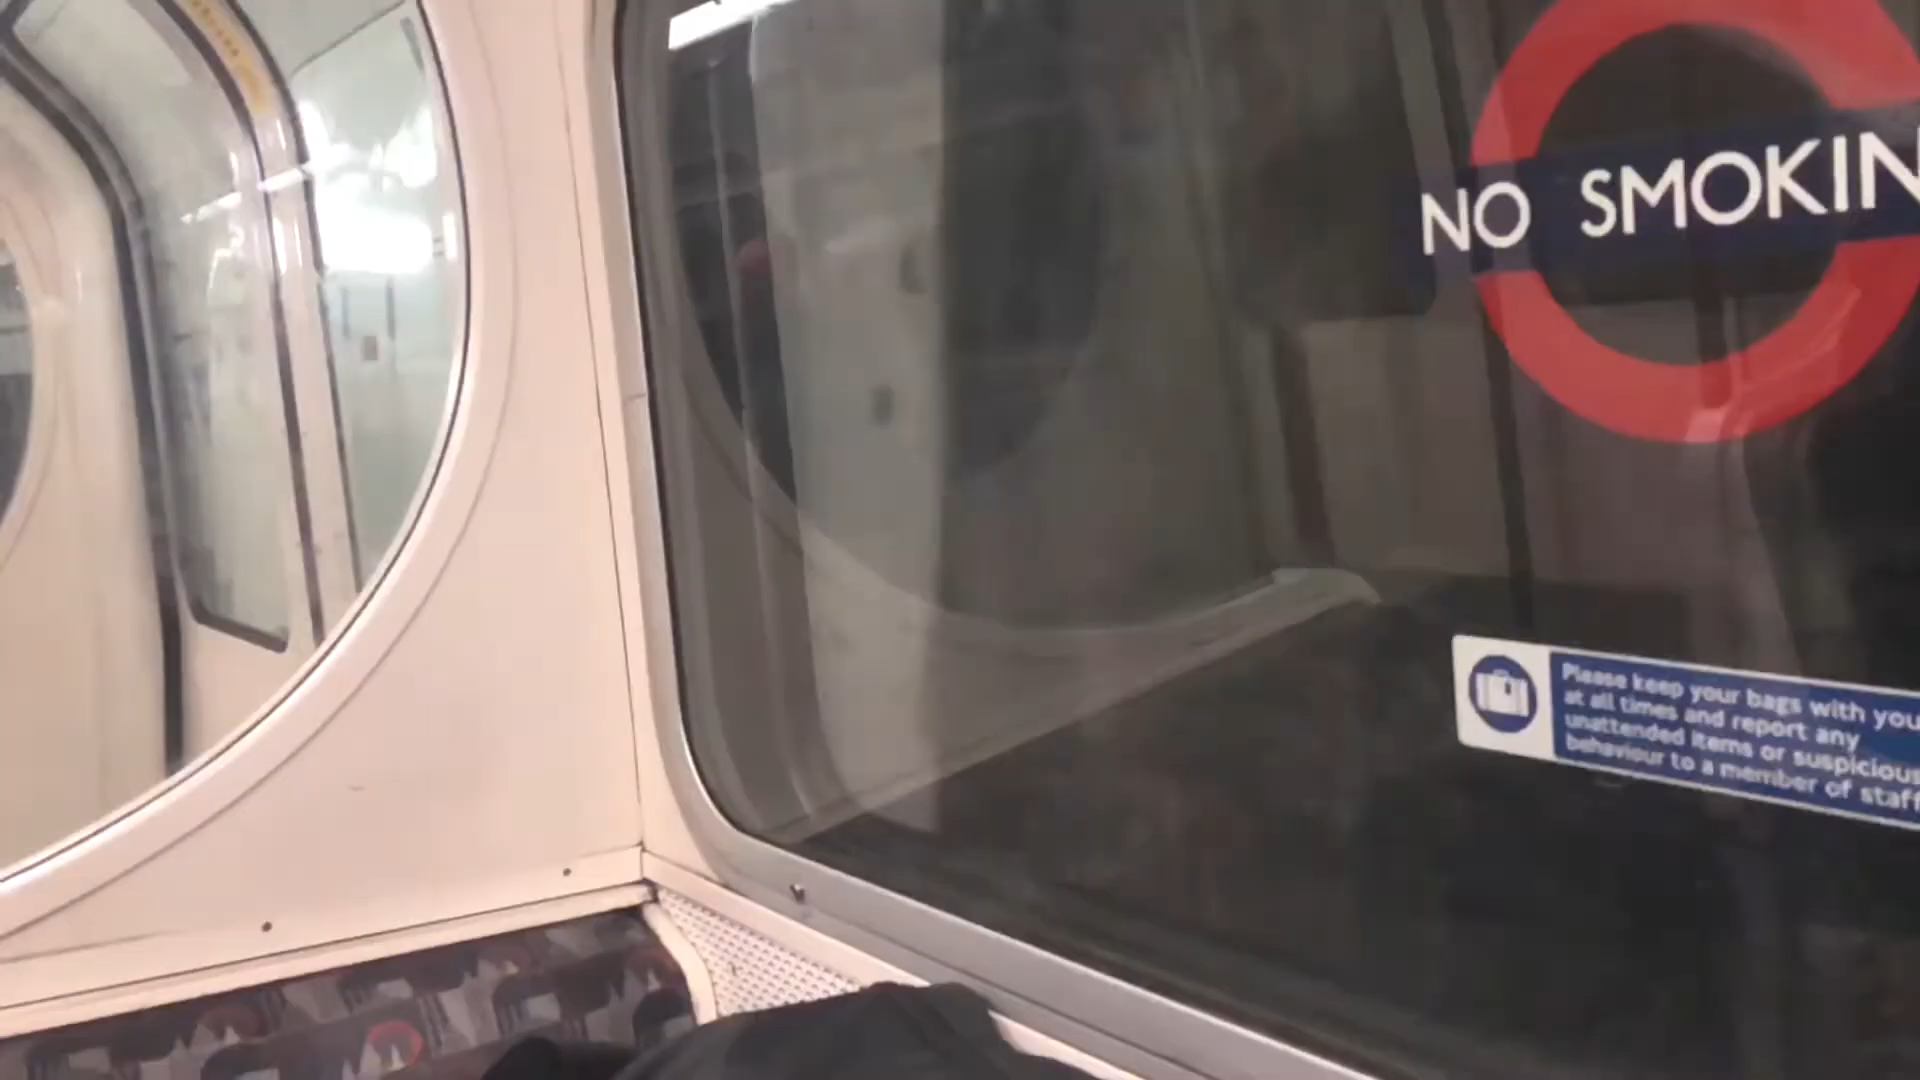 NO SMOKIN
Please keep your bags with you
at all times and report any
unattended items or suspicious
behaviour to a member of staff